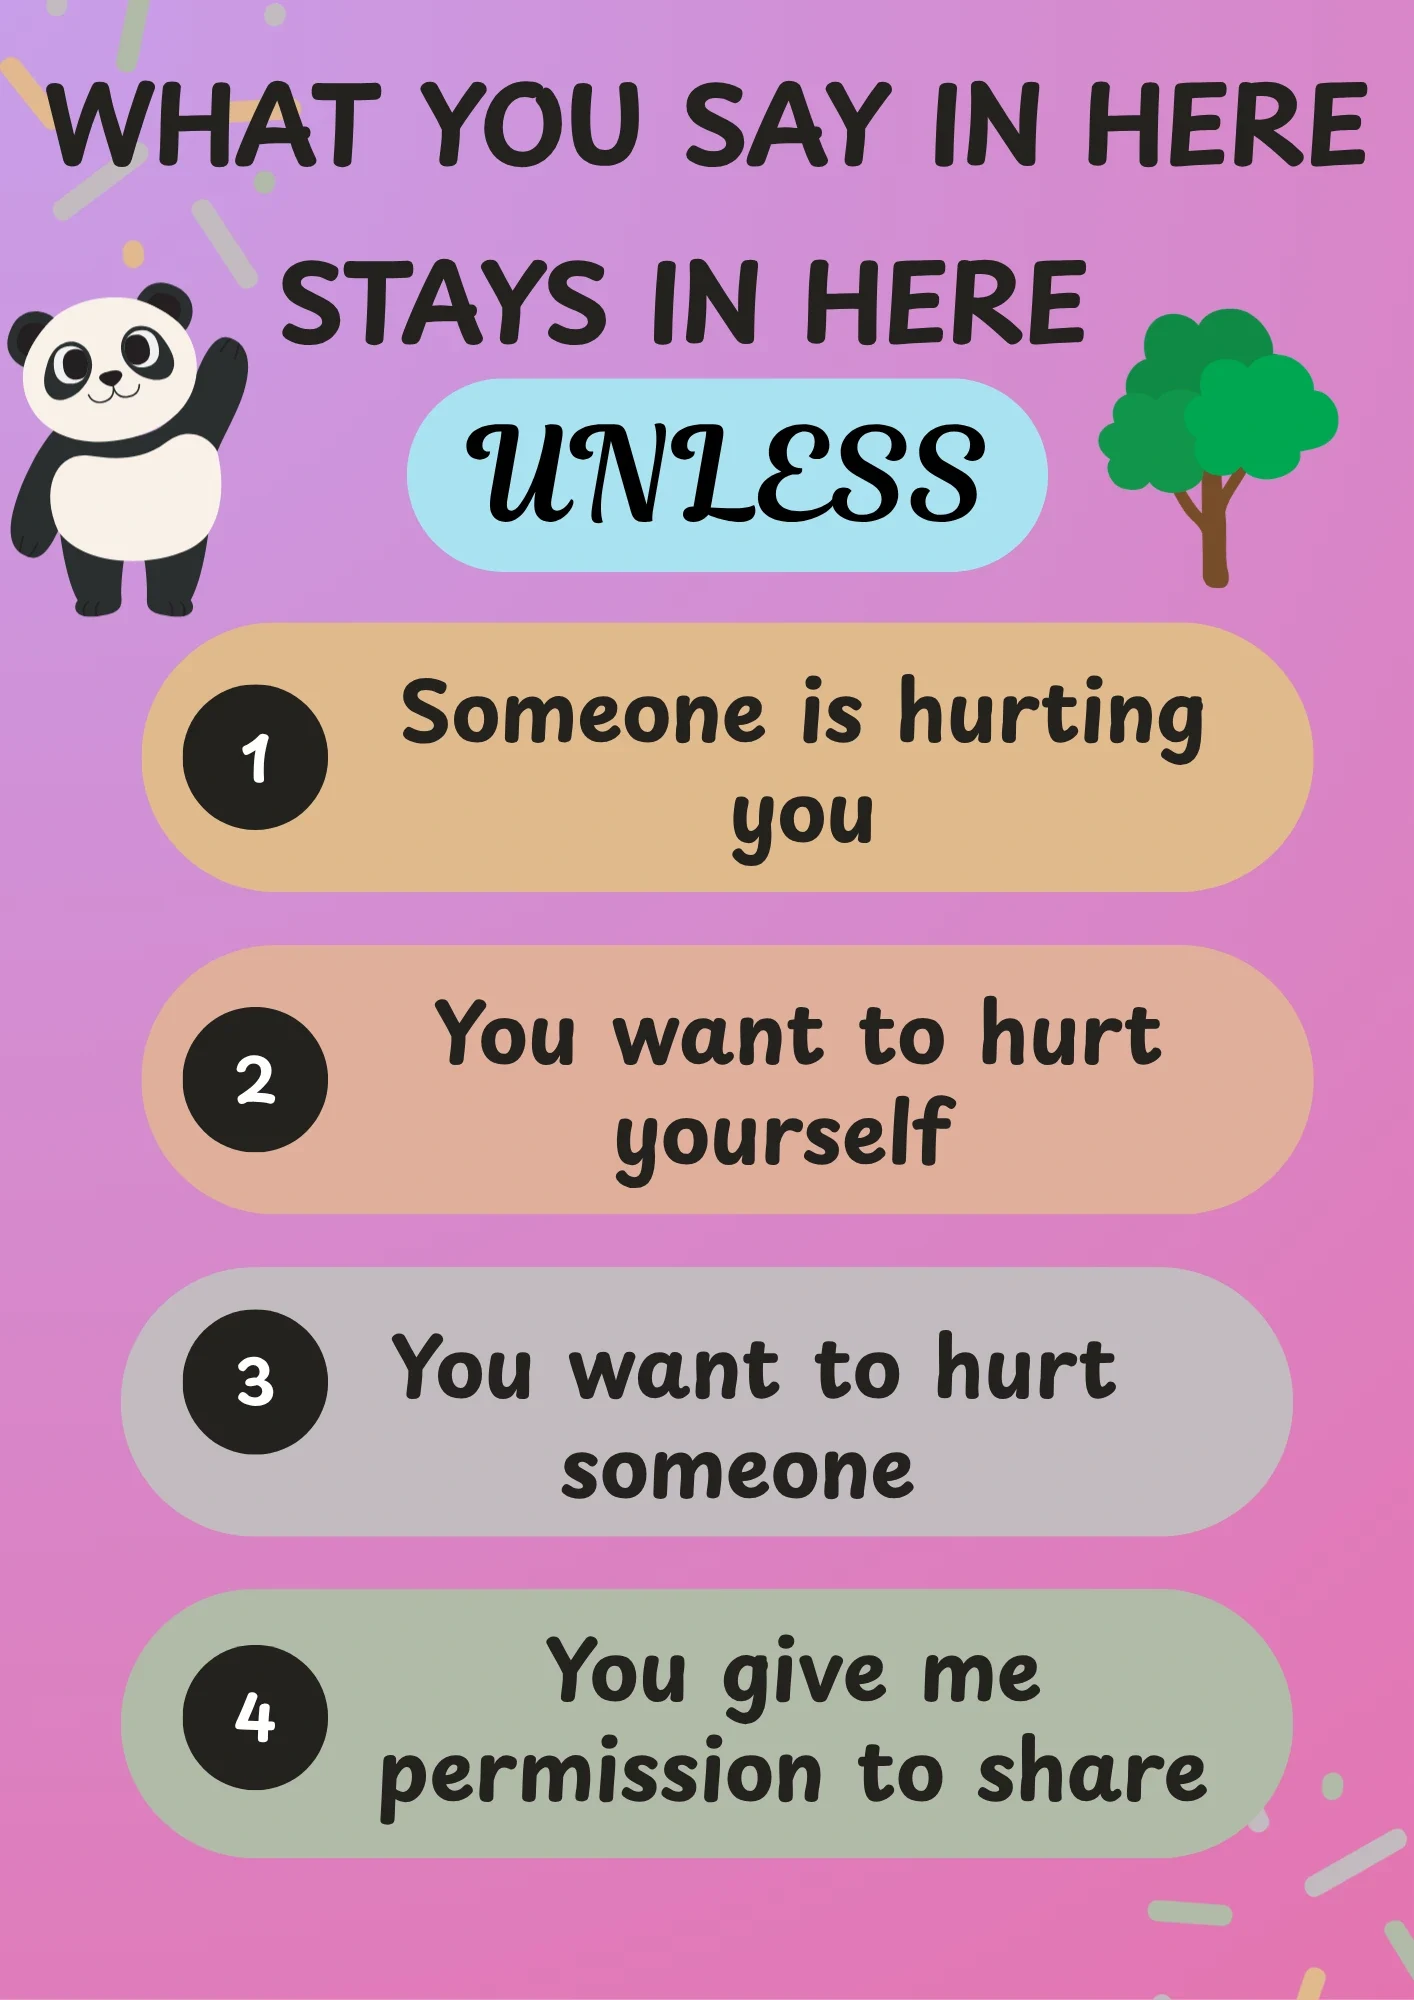 WHAT YOU SAY IN HERE
STAYS IN HERE
UNLESS
1
Someone is hurting
you
2
You want to hurt
yourself
3
You want to hurt
someone
4
You give me
permission to share